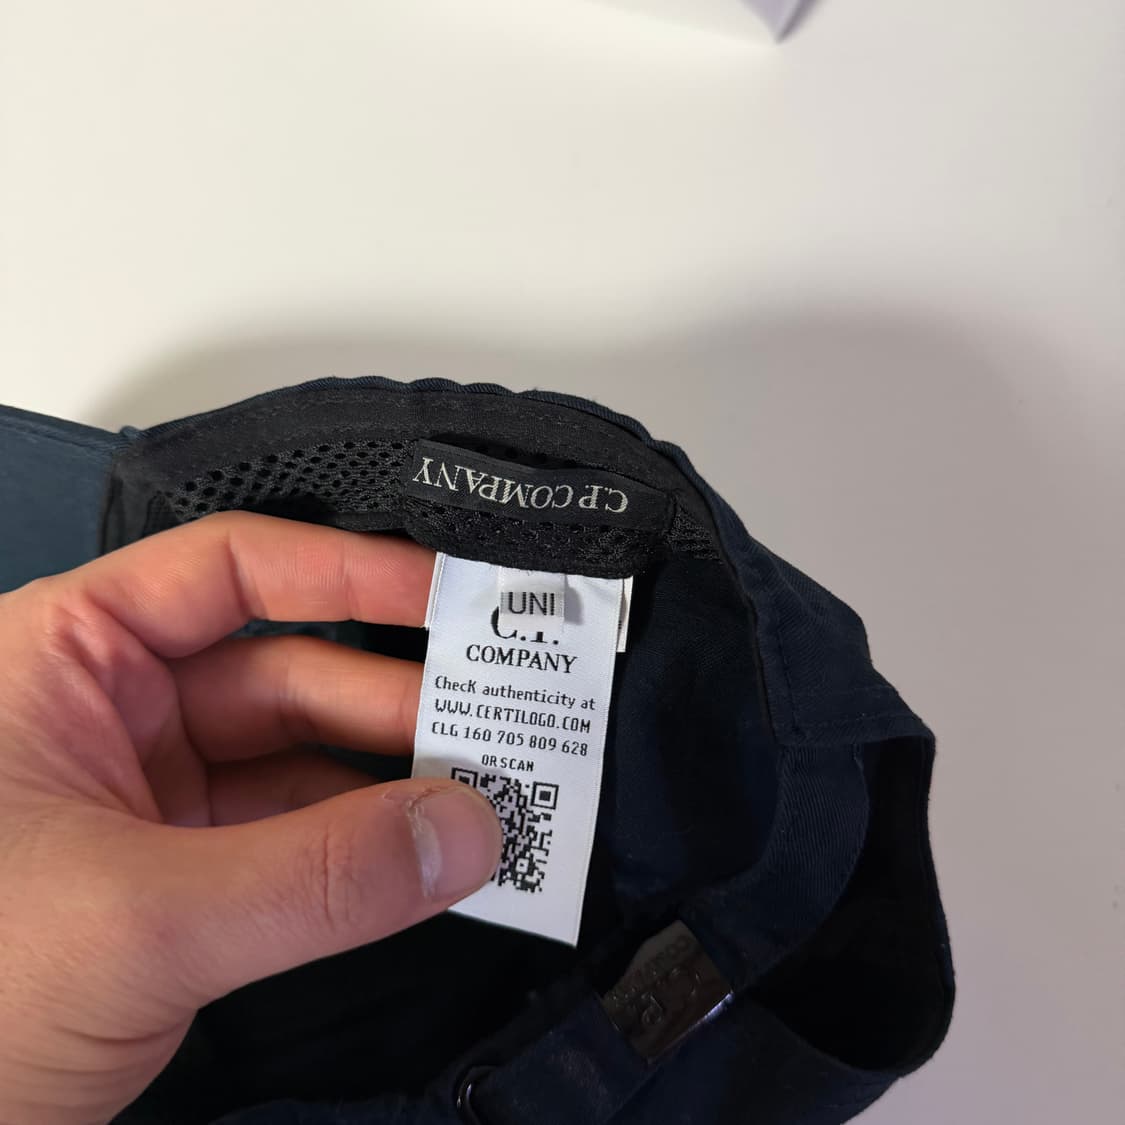 C.P. COMPANY
UNI
C.P.
COMPANY
Check authenticity at
WWW.CERTILOGO.COM
CLG 160 705 809 628
OR SCAN